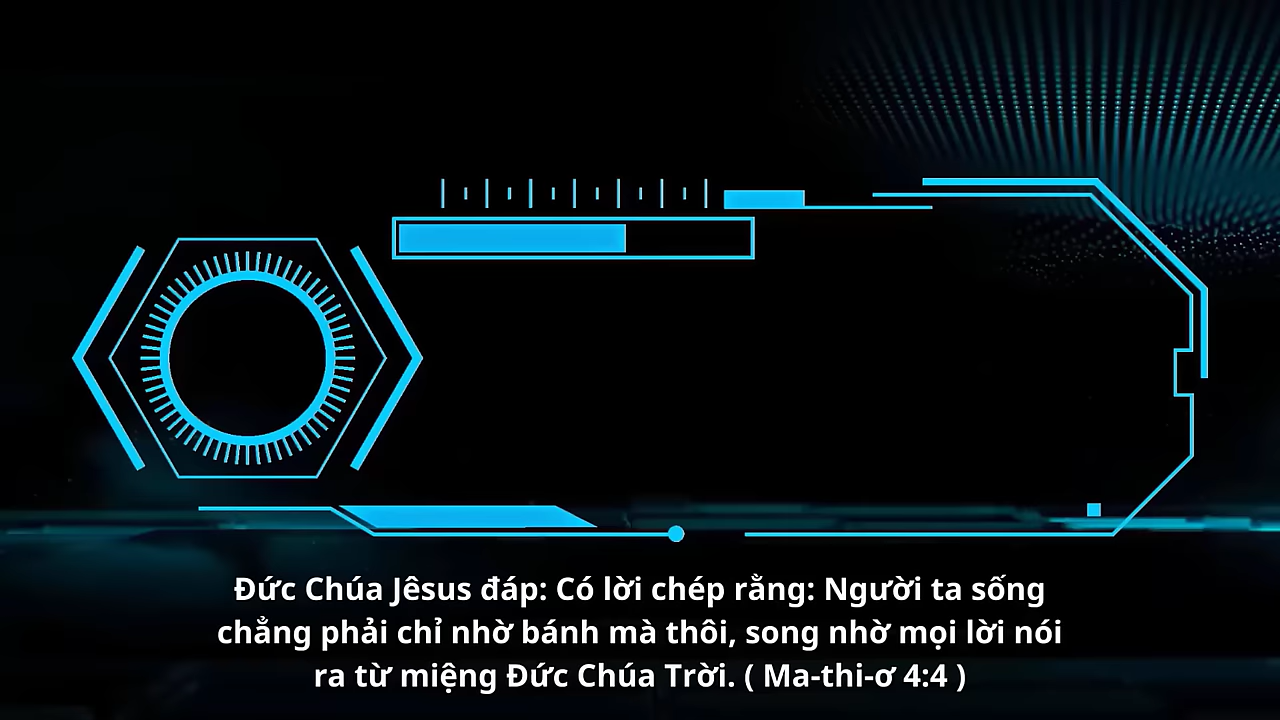 Đức Chúa Jêsus đáp: Có lời chép rằng: Người ta sống
chẳng phải chỉ nhờ bánh mà thôi, song nhờ mọi lời nói
ra từ miệng Đức Chúa Trời. ( Ma-thi-ơ 4:4 )